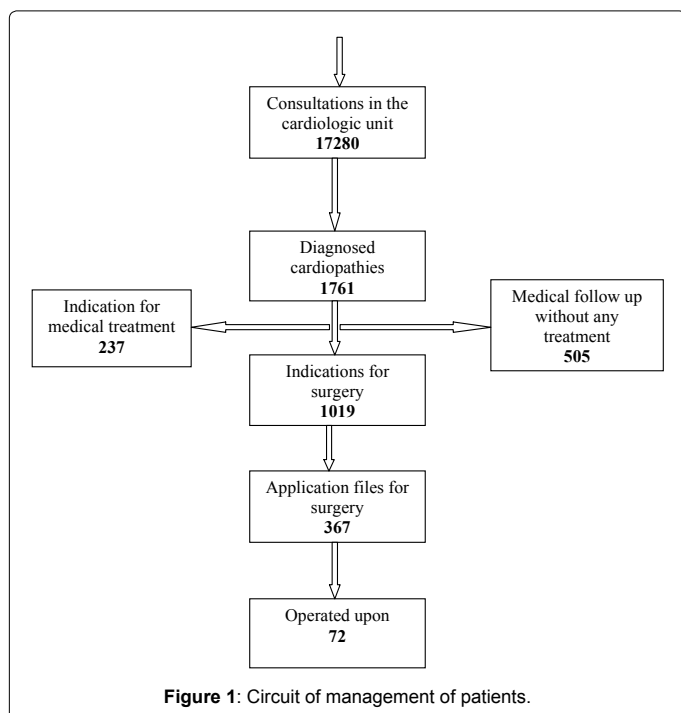 Consultations in the
cardiologic unit
17280
Diagnosed
cardiopathies
1761
Indication for
medical treatment
237
Medical follow up
without any
treatment
505
Indications for
surgery
1019
Application files for
surgery
367
Operated upon
72
Figure 1: Circuit of management of patients.